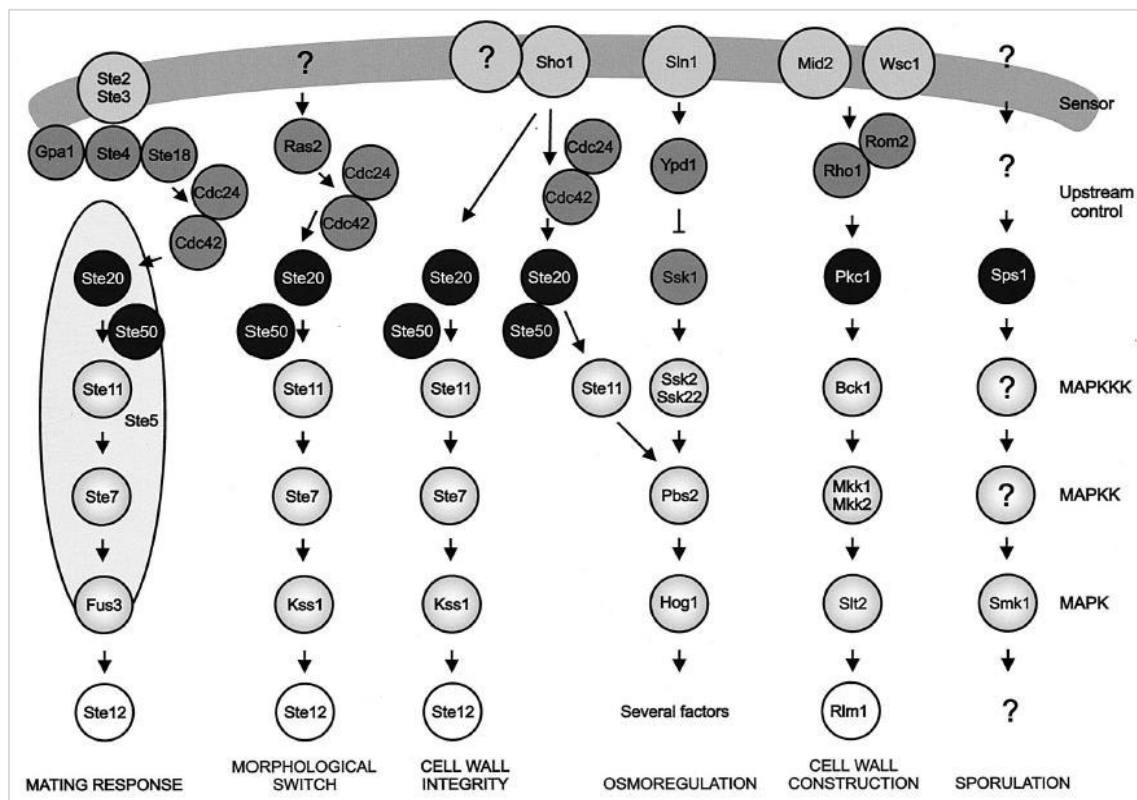 Ste2
Ste3
?
?
Sho1
Sln1
Mid2
Wsc1
?
Sensor
Gpa1
Ste4
Ste18
Cdc24
Cdc42
Ras2
Cdc24
Cdc42
Cdc24
Cdc42
Ypd1
Rom2
Rho1
?
Upstream
control
Ste20
Ste50
Ste20
Ste50
Ste20
Ste50
Ste20
Ste50
Ssk1
Pkc1
Sps1
Ste11
Ste5
Ste11
Ste11
Ste11
Ssk2
Ssk22
Bck1
?
MAPKKK
Ste7
Ste7
Ste7
Pbs2
Mkk1
Mkk2
?
MAPKK
Fus3
Kss1
Kss1
Hog1
Slt2
Smk1
MAPK
Ste12
Ste12
Ste12
Several factors
Rlm1
?
MATING RESPONSE
MORPHOLOGICAL
SWITCH
CELL WALL
INTEGRITY
OSMOREGULATION
CELL WALL
CONSTRUCTION
SPORULATION